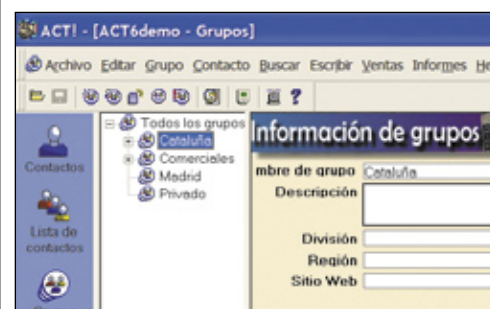 ACT! - [ACT6demo - Grupos]
Archivo Editar Grupo Contacto Buscar Escribir Ventas Informes He
Contactos
Lista de
contactos
Todos los grupos
Cataluña
Comerciales
Madrid
Privado
Información de grupos
mbre de grupo Cataluña
Descripción
División
Región
Sitio Web